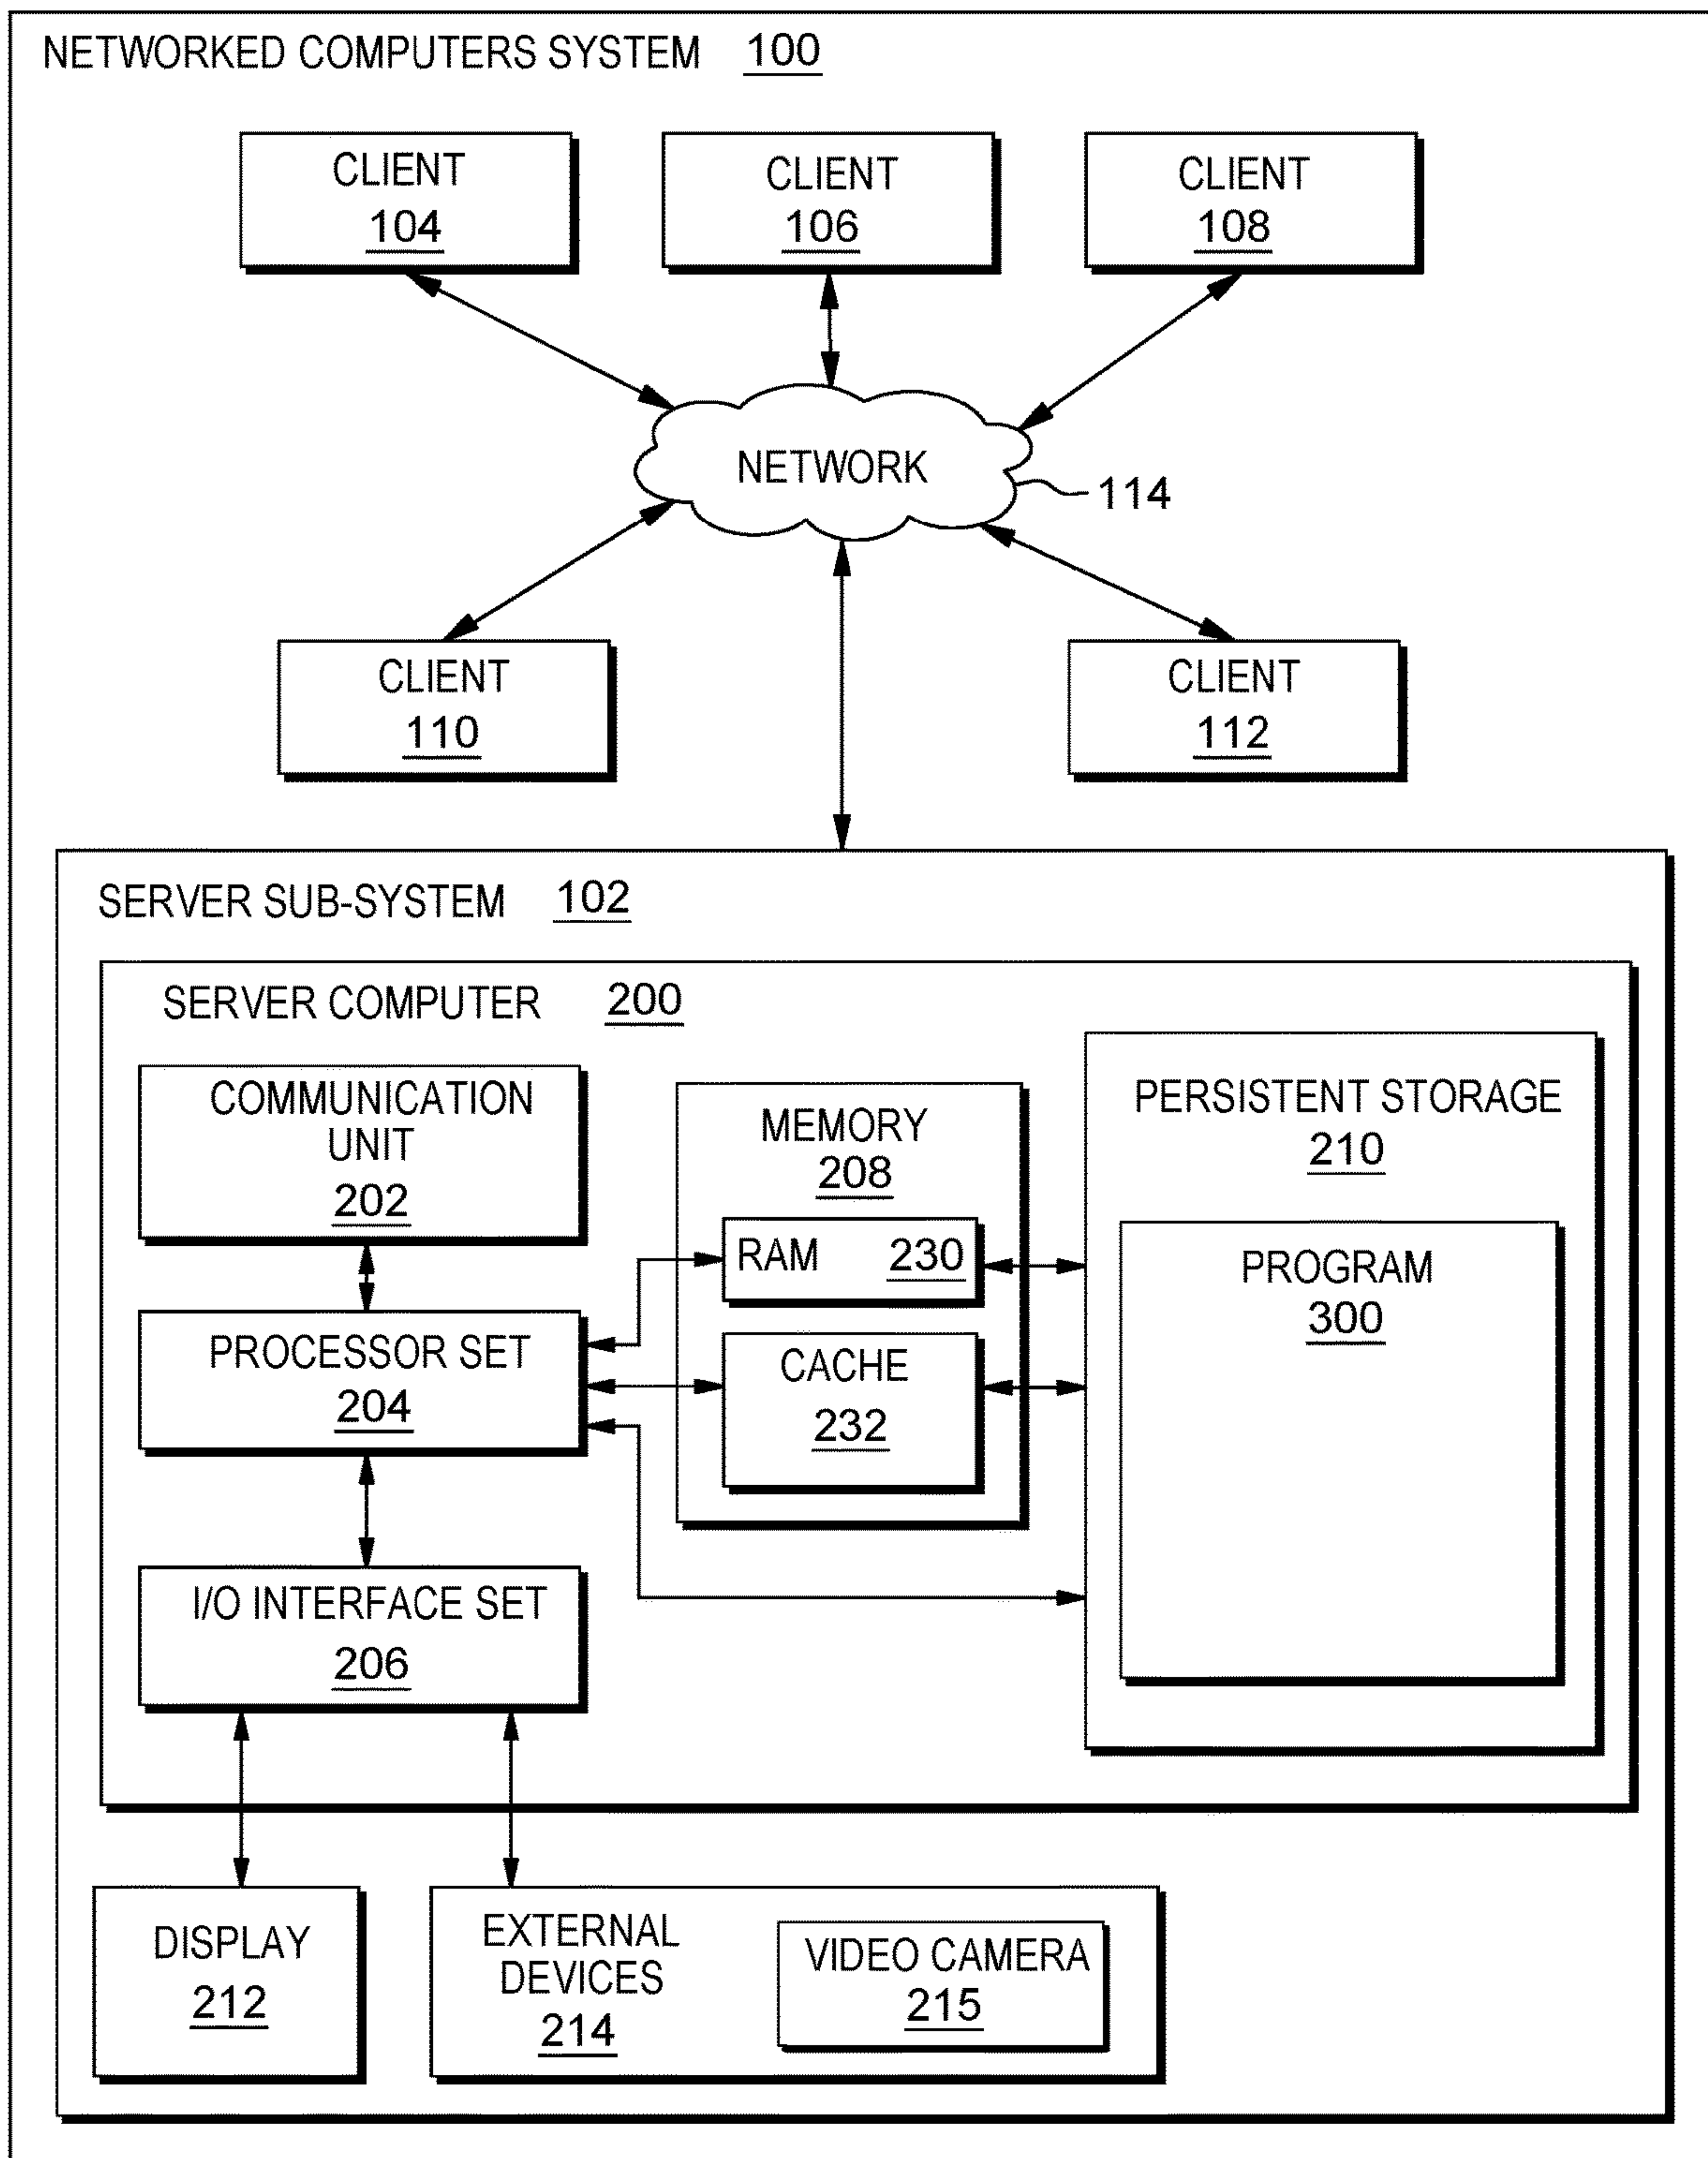 NETWORKED COMPUTERS SYSTEM 100
CLIENT
104
CLIENT
106
CLIENT
108
NETWORK
114
CLIENT
110
CLIENT
112
SERVER SUB-SYSTEM 102
SERVER COMPUTER 200
COMMUNICATION
UNIT
202
PROCESSOR SET
204
I/O INTERFACE SET
206
MEMORY
208
RAM 230
CACHE
232
PERSISTENT STORAGE
210
PROGRAM
300
DISPLAY
212
EXTERNAL
DEVICES
214
VIDEO CAMERA
215